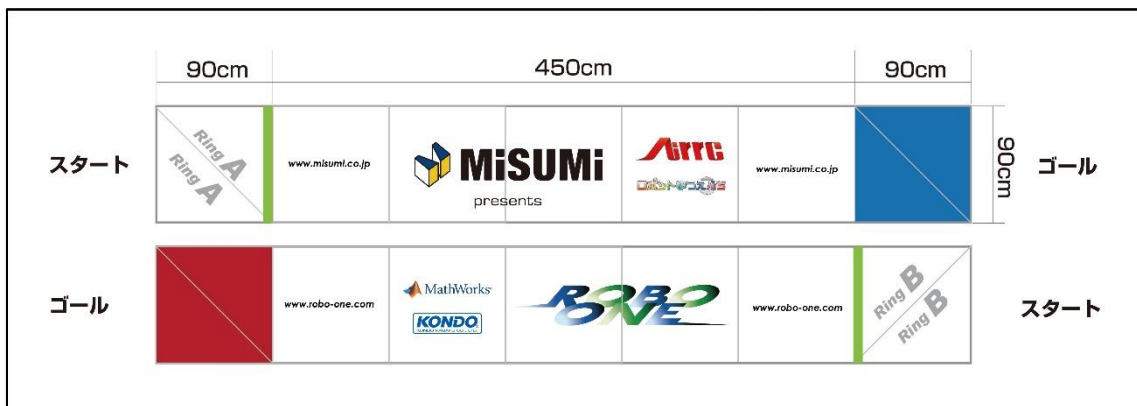 90cm
450cm
90cm
スタート
Ring A
Ring A
www.misumi.co.jp
MiSUMi
presents
Airrc
www.misumi.co.jp
90cm
ゴール
ゴール
www.robo-one.com
MathWorks
KONDO
ROBO
ONE
www.robo-one.com
Ring B
Ring B
スタート